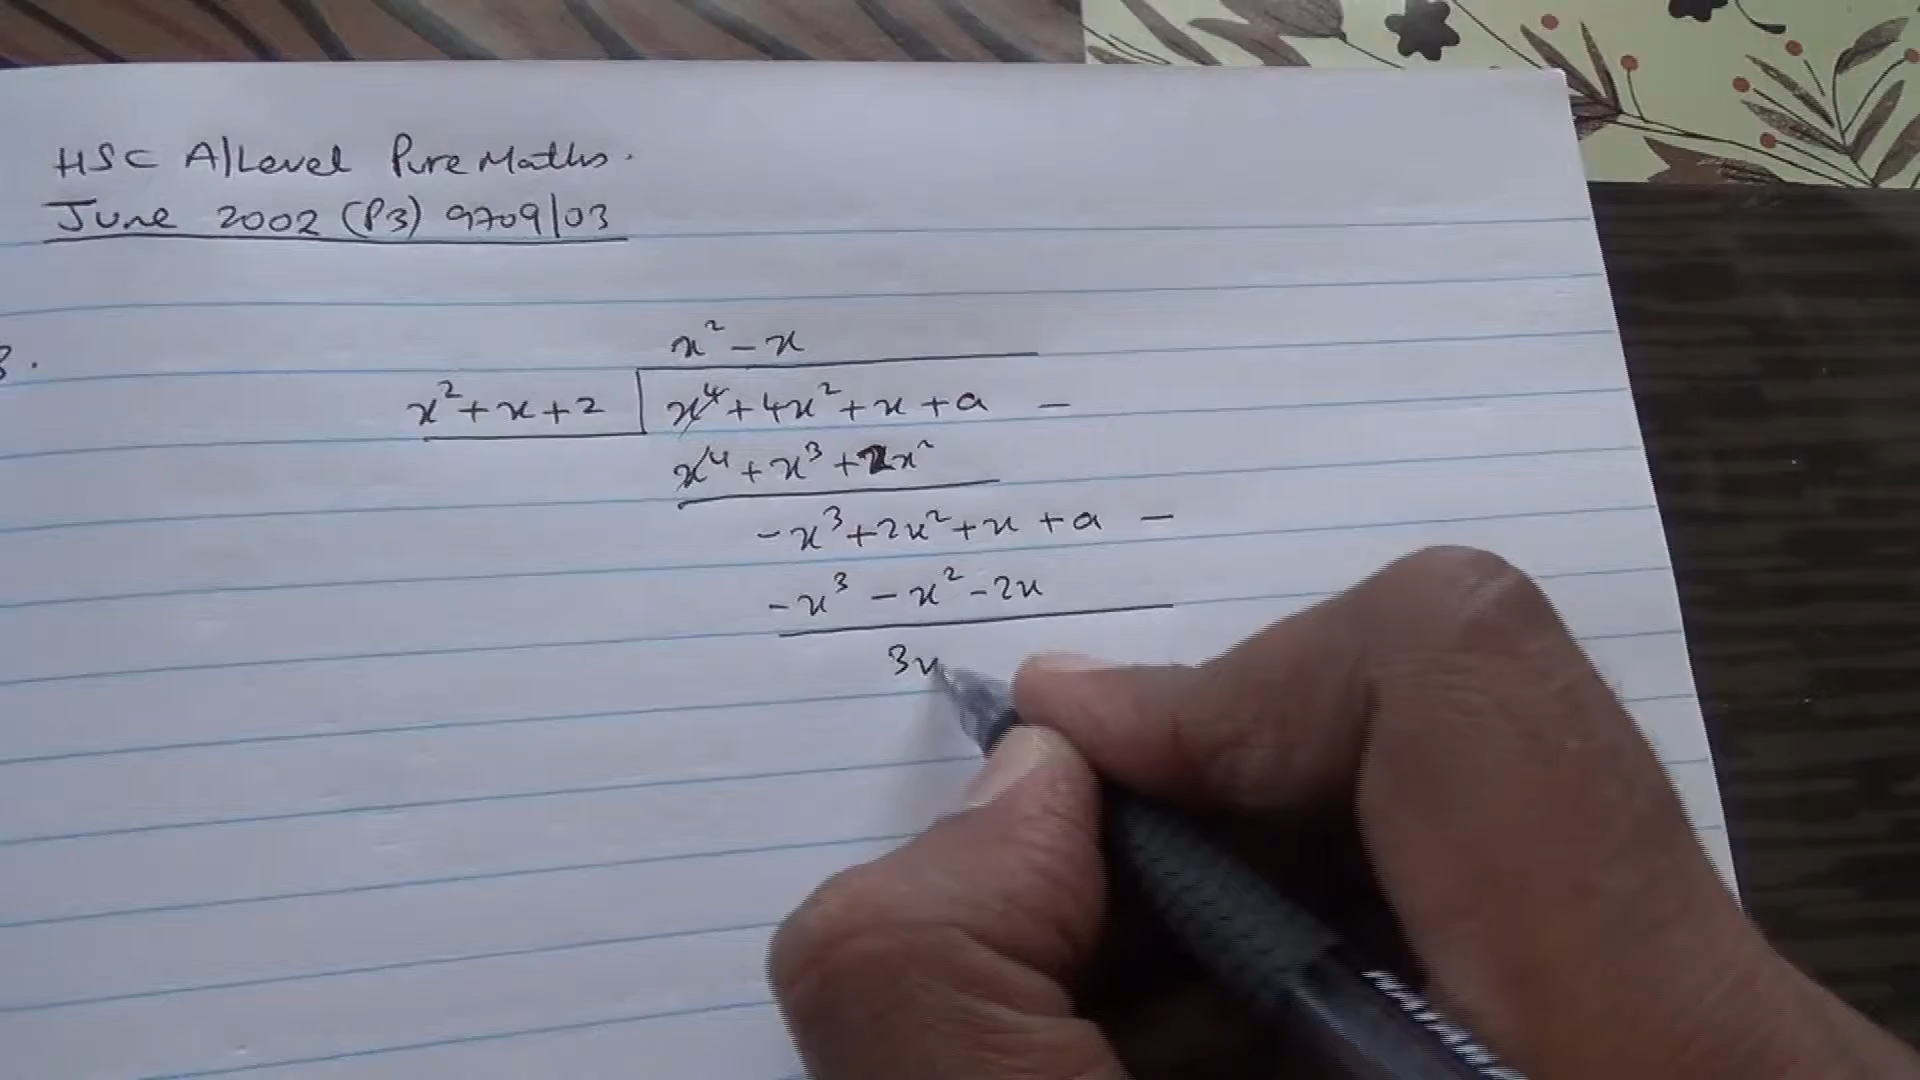 HSC A/Level Pure Maths.
June 2002 (P3) 9709/03
3.
x² - x
x² + x + 2 x⁴ + 4x² + x + a -
x⁴ + x³ + 2x²
-x³ + 2x² + x + a -
-x³ - x² - 2x
3x